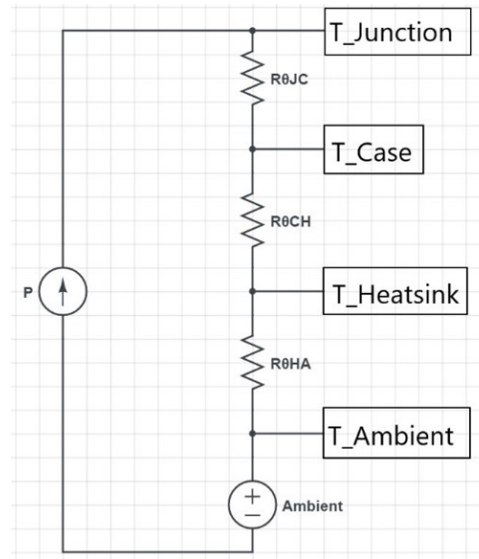 T_Junction
RθJC
T_Case
RθCH
P
T_Heatsink
RθHA
T_Ambient
+
−
Ambient